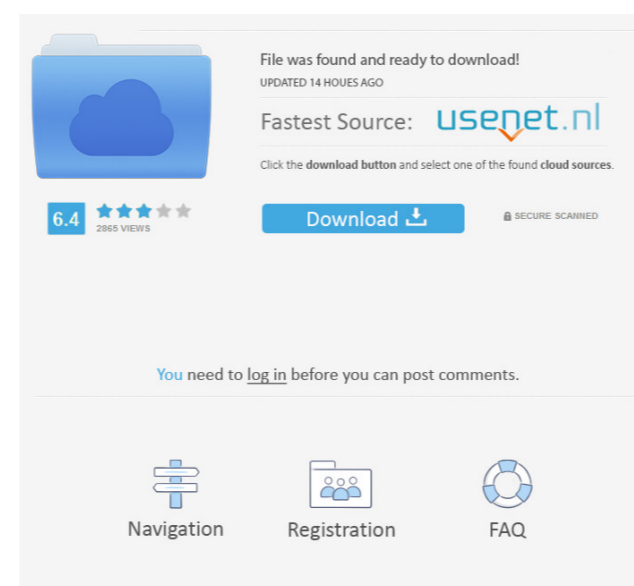 File was found and ready to download!
UPDATED 14 HOUES AGO
Fastest Source: usenet.nl
Click the download button and select one of the found cloud sources.
6.4
2865 VIEWS
Download
SECURE SCANNED
You need to log in before you can post comments.
Navigation
Registration
FAQ